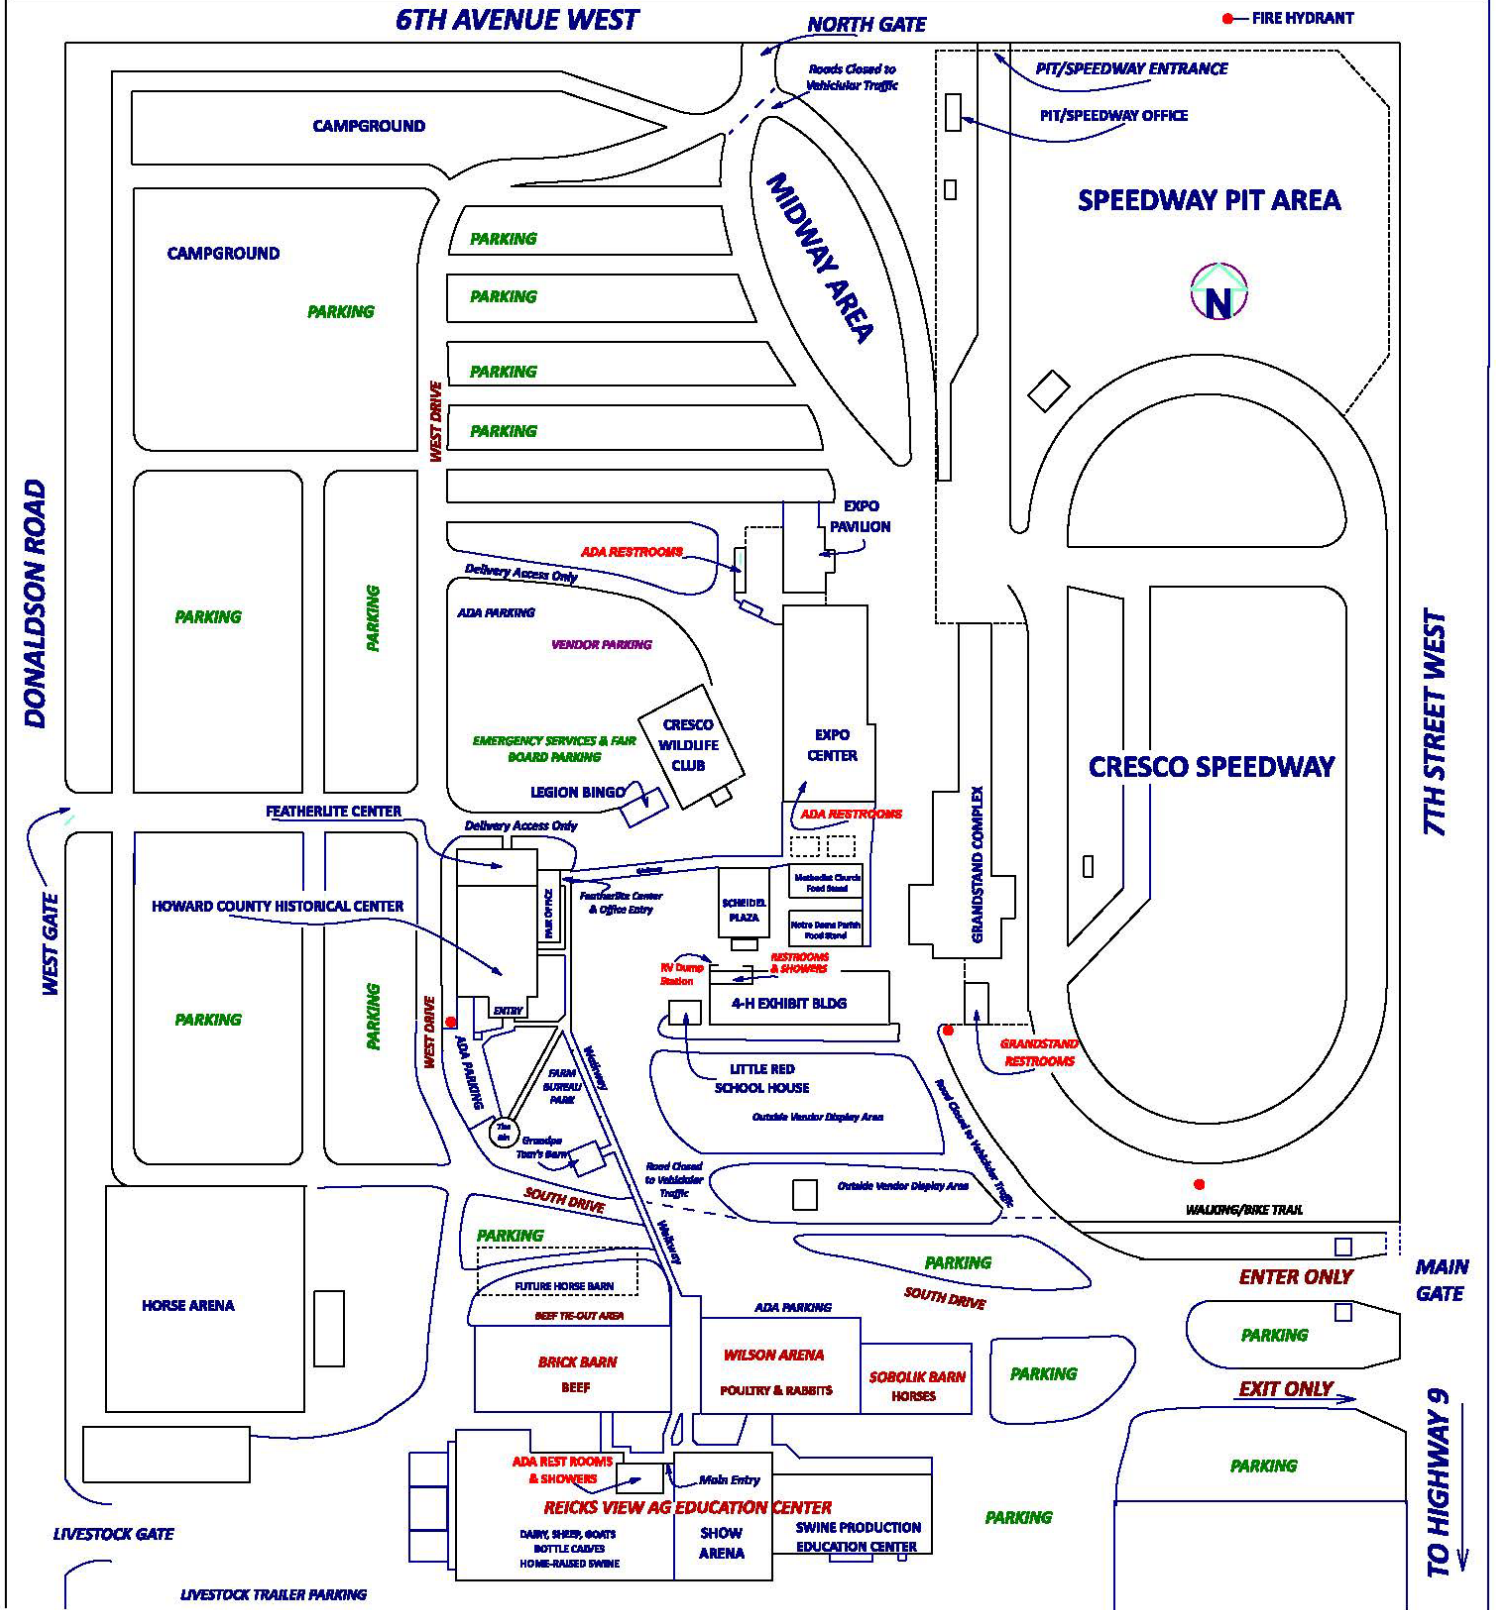 6TH AVENUE WEST
NORTH GATE
FIRE HYDRANT
Roads Closed to
Vehiclular Traffic
PIT/SPEEDWAY ENTRANCE
PIT/SPEEDWAY OFFICE
CAMPGROUND
SPEEDWAY PIT AREA
MIDWAY AREA
N
CAMPGROUND
PARKING
PARKING
PARKING
PARKING
PARKING
WEST DRIVE
DONALDSON ROAD
EXPO
PAVILION
ADA RESTROOMS
Delivery Access Only
ADA PARKING
VENDOR PARKING
PARKING
PARKING
7TH STREET WEST
CRESCO
WILDLIFE
CLUB
EXPO
CENTER
EMERGENCY SERVICES & FAIR
BOARD PARKING
CRESCO SPEEDWAY
LEGION BINGO
FEATHERLITE CENTER
ADA RESTROOMS
Delivery Access Only
GRANDSTAND COMPLEX
Walkway
Methodist Church
Food Stand
Featherlite Center
& Office Entry
FAIR OFFICE
SCHEIDEL
PLAZA
Notre Dame Parish
Food Stand
HOWARD COUNTY HISTORICAL CENTER
WEST GATE
RV Dump
Station
RESTROOMS
& SHOWERS
4-H EXHIBIT BLDG
ENTRY
PARKING
PARKING
WEST DRIVE
ADA PARKING
GRANDSTAND
RESTROOMS
Walkway
FARM
BUREAU
PARK
LITTLE RED
SCHOOL HOUSE
Outside Vendor Display Area
Road Closed to Vehicluler Traffic
The
Bin
Grandpa
Tom's Barn
Road Closed
to Vehiclular
Traffic
Outside Vendor Display Area
SOUTH DRIVE
WALKING/BIKE TRAIL
Walkway
PARKING
PARKING
MAIN
GATE
ENTER ONLY
FUTURE HORSE BARN
SOUTH DRIVE
HORSE ARENA
BEEF TIE-OUT AREA
ADA PARKING
PARKING
BRICK BARN
BEEF
WILSON ARENA
POULTRY & RABBITS
SOBOLIK BARN
HORSES
PARKING
EXIT ONLY
TO HIGHWAY 9
ADA REST ROOMS
& SHOWERS
Main Entry
PARKING
REICKS VIEW AG EDUCATION CENTER
PARKING
DAIRY, SHEEP, GOATS
BOTTLE CALVES
HOME-RAISED SWINE
SHOW
ARENA
SWINE PRODUCTION
EDUCATION CENTER
LIVESTOCK GATE
LIVESTOCK TRAILER PARKING